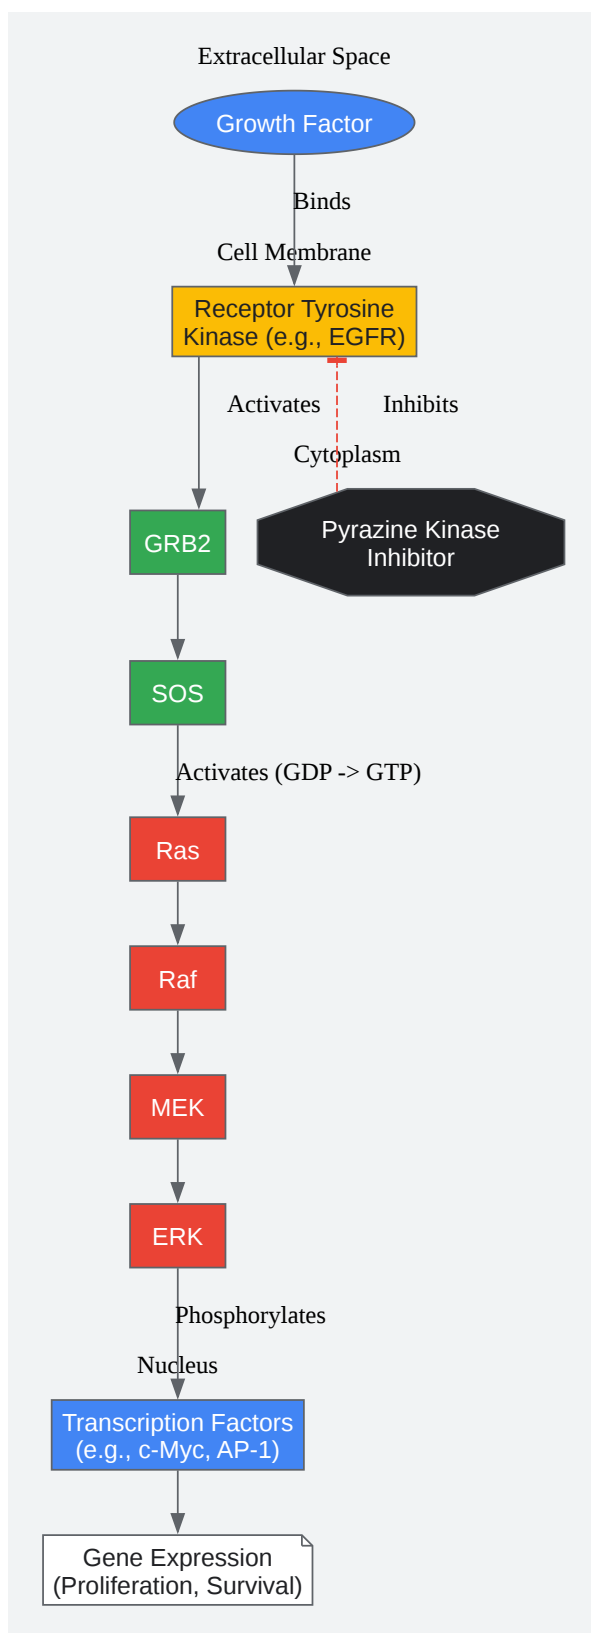 Extracellular Space
Growth Factor
Binds
Cell Membrane
Receptor Tyrosine
Kinase (e.g., EGFR)
Activates
Inhibits
Cytoplasm
Pyrazine Kinase
Inhibitor
GRB2
SOS
Activates (GDP -> GTP)
Ras
Raf
MEK
ERK
Phosphorylates
Nucleus
Transcription Factors
(e.g., c-Myc, AP-1)
Gene Expression
(Proliferation, Survival)